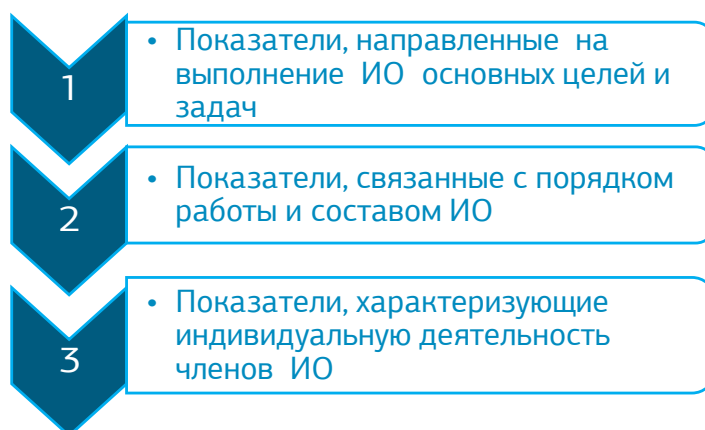 1
• Показатели, направленные на
выполнение ИО основных целей и
задач
2
• Показатели, связанные с порядком
работы и составом ИО
3
• Показатели, характеризующие
индивидуальную деятельность
членов ИО